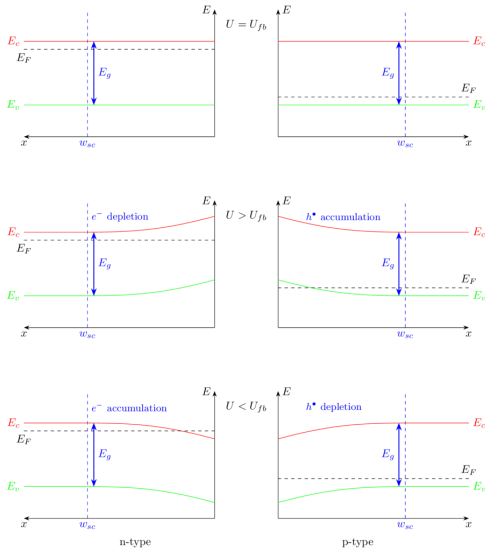 E U = U_fb E
E_c E_c
E_F
E_g E_g
E_F
E_v E_v
x w_sc w_sc x
E U > U_fb E
e⁻ depletion h• accumulation
E_c E_c
E_F
E_g E_g
E_F
E_v E_v
x w_sc w_sc x
E U < U_fb E
e⁻ accumulation h• depletion
E_c E_c
E_F
E_g E_g
E_F
E_v E_v
x w_sc w_sc x
n-type p-type